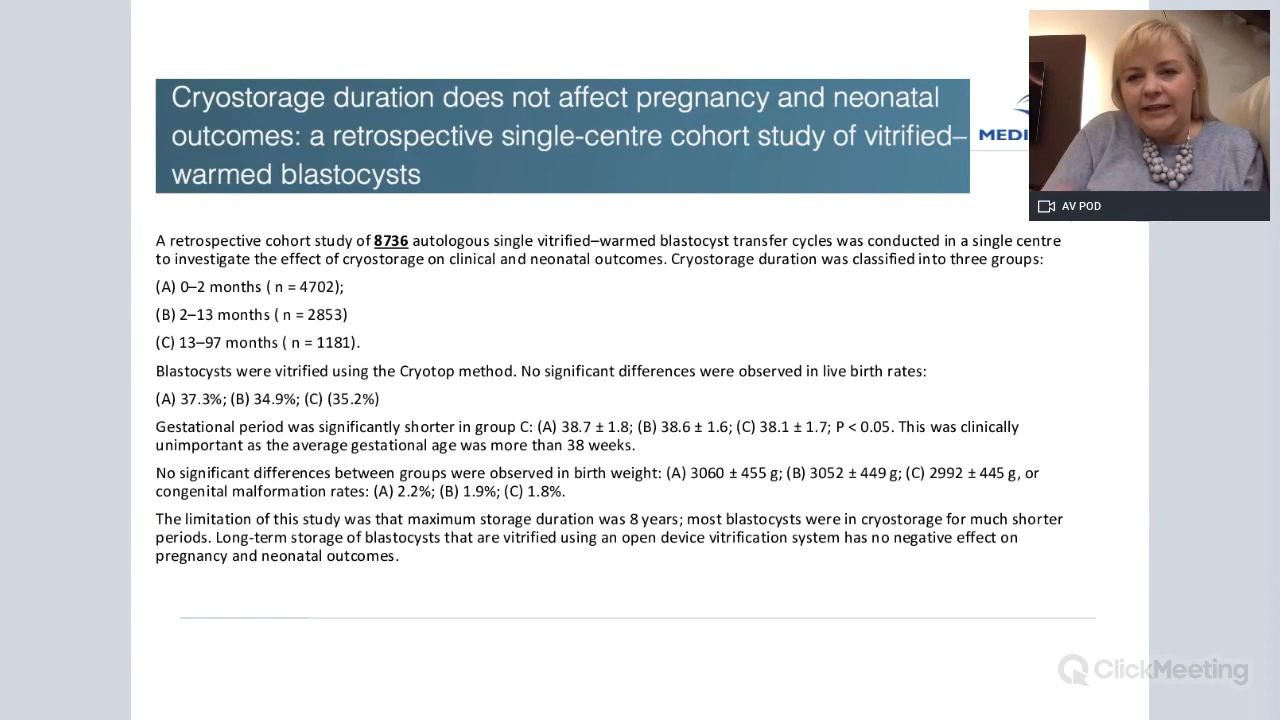 Cryostorage duration does not affect pregnancy and neonatal
outcomes: a retrospective single-centre cohort study of vitrified–
warmed blastocysts
MEDI
AV POD
A retrospective cohort study of 8736 autologous single vitrified–warmed blastocyst transfer cycles was conducted in a single centre
to investigate the effect of cryostorage on clinical and neonatal outcomes. Cryostorage duration was classified into three groups:
(A) 0–2 months ( n = 4702);
(B) 2–13 months ( n = 2853)
(C) 13–97 months ( n = 1181).
Blastocysts were vitrified using the Cryotop method. No significant differences were observed in live birth rates:
(A) 37.3%; (B) 34.9%; (C) (35.2%)
Gestational period was significantly shorter in group C: (A) 38.7 ± 1.8; (B) 38.6 ± 1.6; (C) 38.1 ± 1.7; P < 0.05. This was clinically
unimportant as the average gestational age was more than 38 weeks.
No significant differences between groups were observed in birth weight: (A) 3060 ± 455 g; (B) 3052 ± 449 g; (C) 2992 ± 445 g, or
congenital malformation rates: (A) 2.2%; (B) 1.9%; (C) 1.8%.
The limitation of this study was that maximum storage duration was 8 years; most blastocysts were in cryostorage for much shorter
periods. Long-term storage of blastocysts that are vitrified using an open device vitrification system has no negative effect on
pregnancy and neonatal outcomes.
ClickMeeting